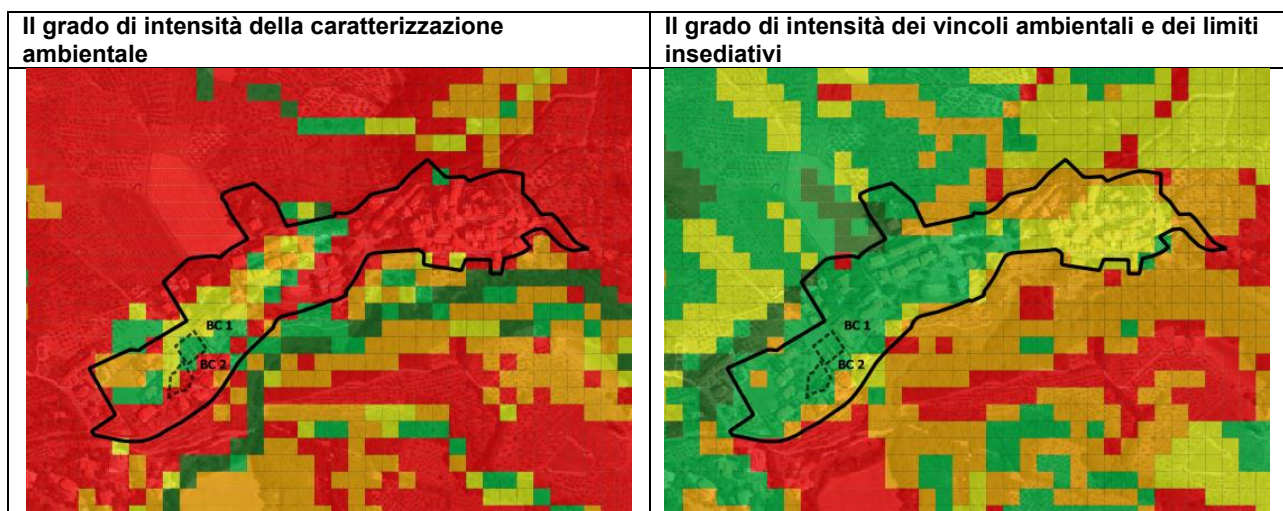 Il grado di intensità della caratterizzazione
ambientale
Il grado di intensità dei vincoli ambientali e dei limiti
insediativi
BC 1
BC 2
BC 1
BC 2